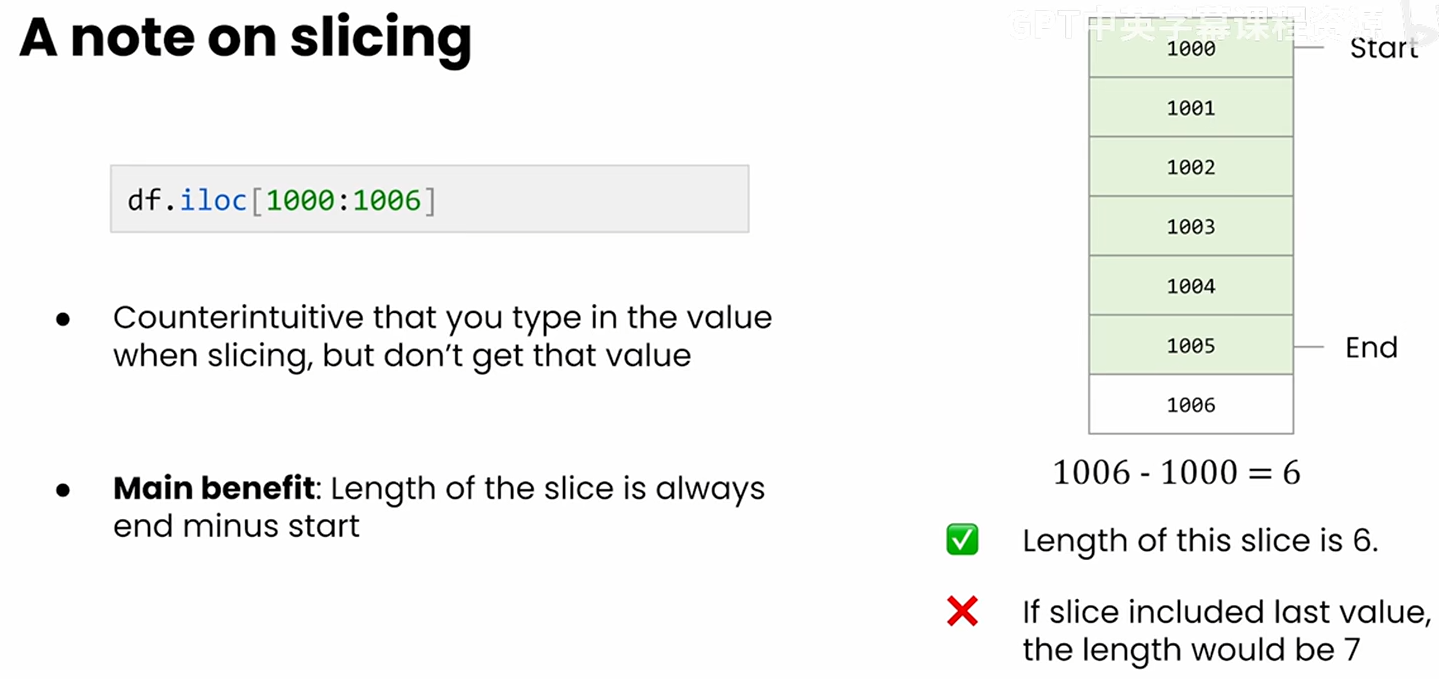 A note on slicing
GPT中英字幕课程资源
df.iloc[1000:1006]
Counterintuitive that you type in the value
when slicing, but don’t get that value
Main benefit: Length of the slice is always
end minus start
1000
Start
1001
1002
1003
1004
1005
End
1006
1006 - 1000 = 6
Length of this slice is 6.
If slice included last value,
the length would be 7